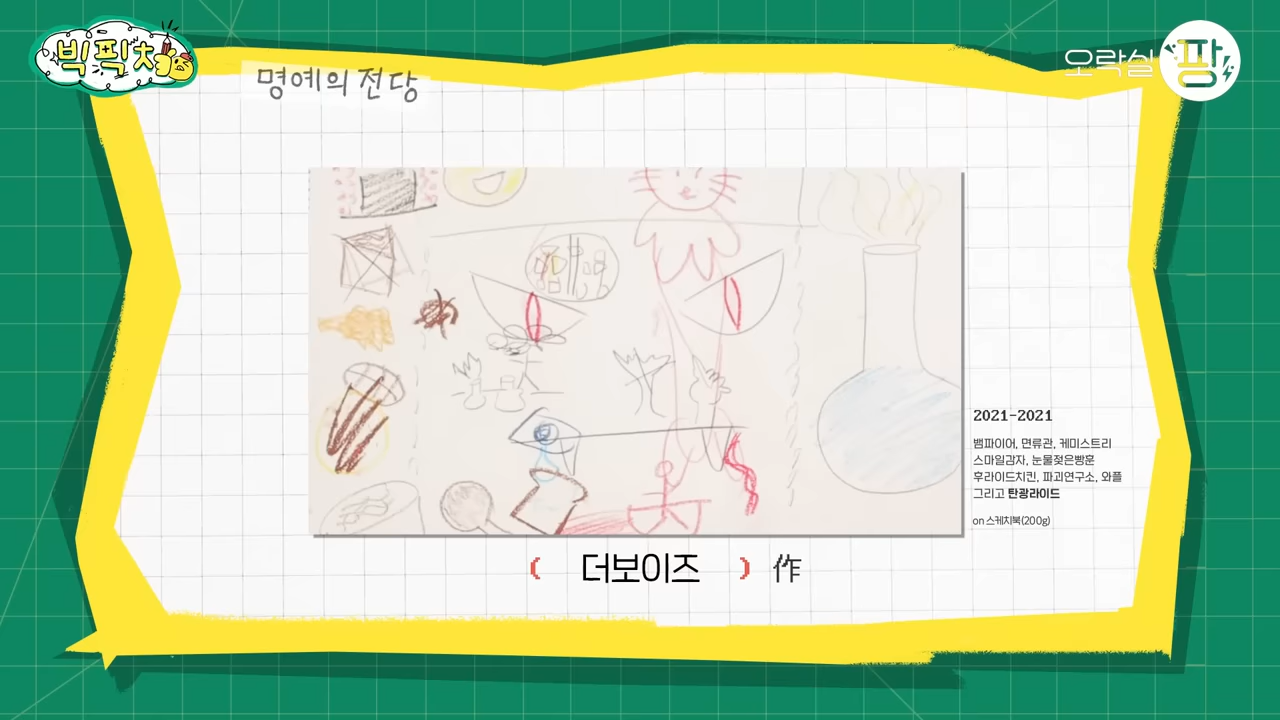 빅픽처
오락실
팡
명예의 전당
2021-2021
뱀파이어, 면류관, 케미스트리
스마일감자, 눈물젖은빵훈
후라이드치킨, 파괴연구소, 와플
그리고 탄광라이드
on 스케치북(200g)
( 더보이즈 ) 作